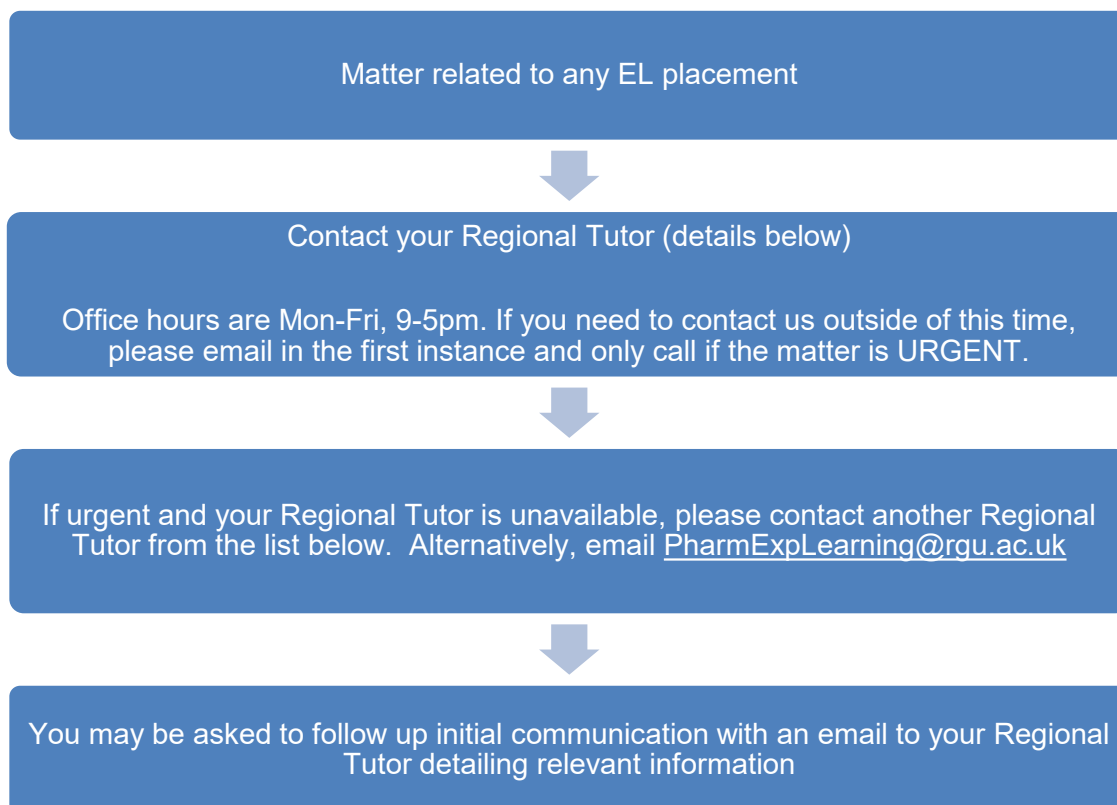 Matter related to any EL placement
Contact your Regional Tutor (details below)
Office hours are Mon-Fri, 9-5pm. If you need to contact us outside of this time,
please email in the first instance and only call if the matter is URGENT.
If urgent and your Regional Tutor is unavailable, please contact another Regional
Tutor from the list below.  Alternatively, email PharmExpLearning@rgu.ac.uk
You may be asked to follow up initial communication with an email to your Regional
Tutor detailing relevant information